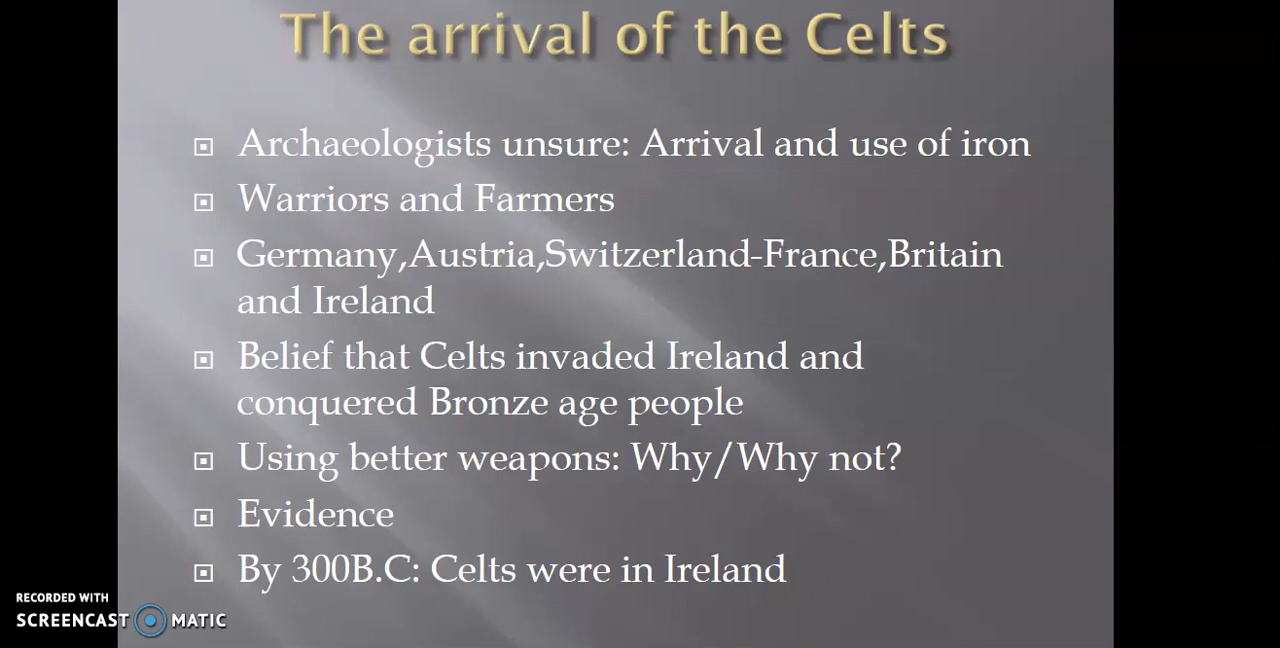 The arrival of the Celts
Archaeologists unsure: Arrival and use of iron
Warriors and Farmers
Germany,Austria,Switzerland-France,Britain
and Ireland
Belief that Celts invaded Ireland and
conquered Bronze age people
Using better weapons: Why/Why not?
Evidence
By 300B.C: Celts were in Ireland
RECORDED WITH
SCREENCAST MATIC